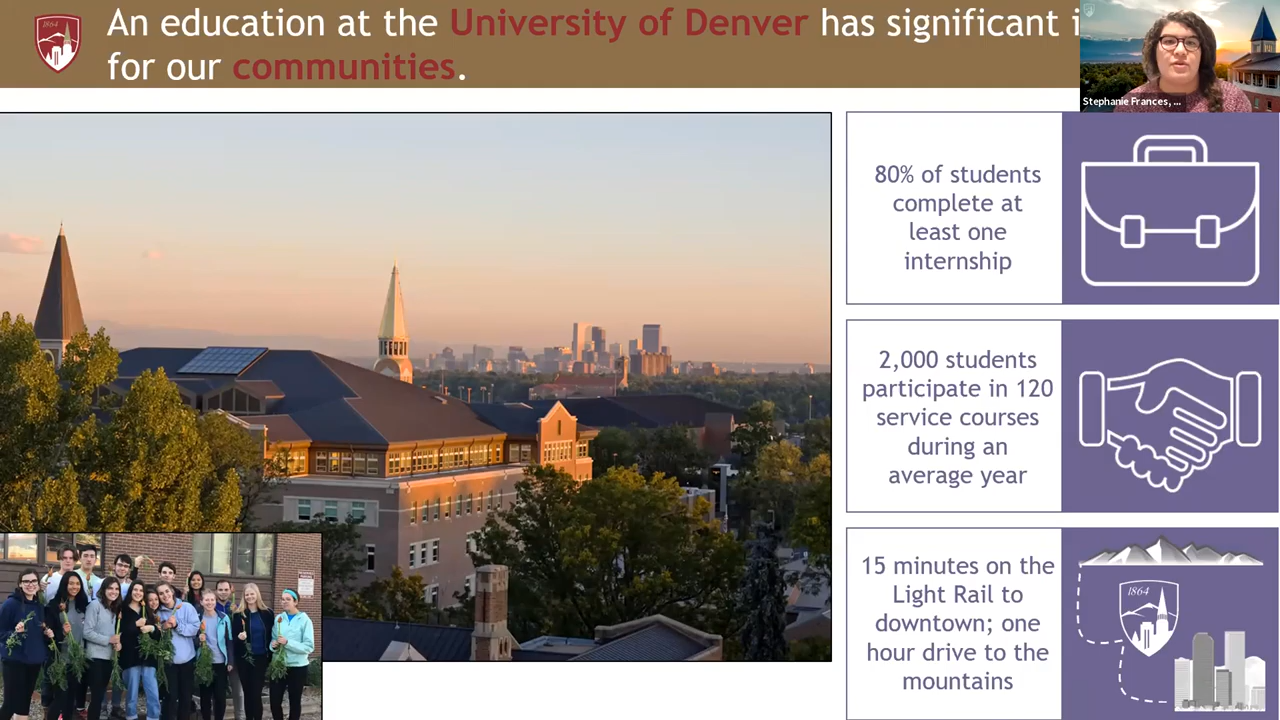 1864
An education at the University of Denver has significant
for our communities.
Stephanie Frances, ...
80% of students
complete at
least one
internship
2,000 students
participate in 120
service courses
during an
average year
15 minutes on the
Light Rail to
downtown; one
hour drive to the
mountains
1864